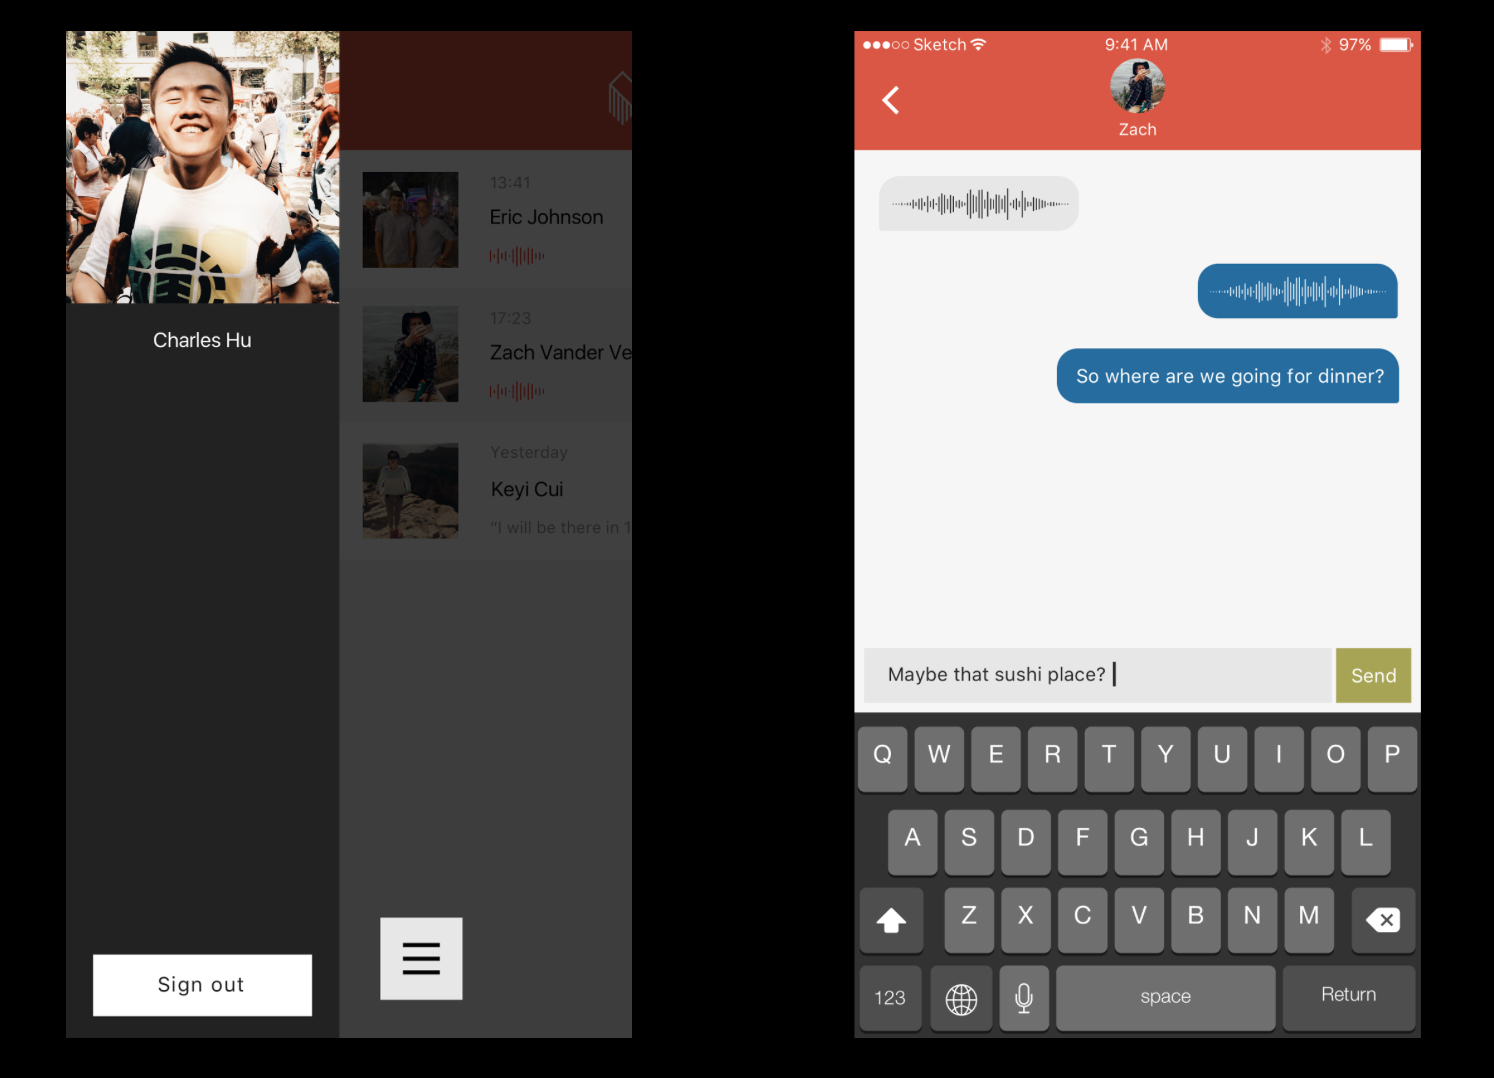 Charles Hu
Sign out
13:41
Eric Johnson
17:23
Zach Vander Ve
Yesterday
Keyi Cui
"I will be there in 1
Sketch 9:41 AM 97%
Zach
So where are we going for dinner?
Maybe that sushi place?
Send
Q W E R T Y U I O P
A S D F G H J K L
Z X C V B N M
123 space Return